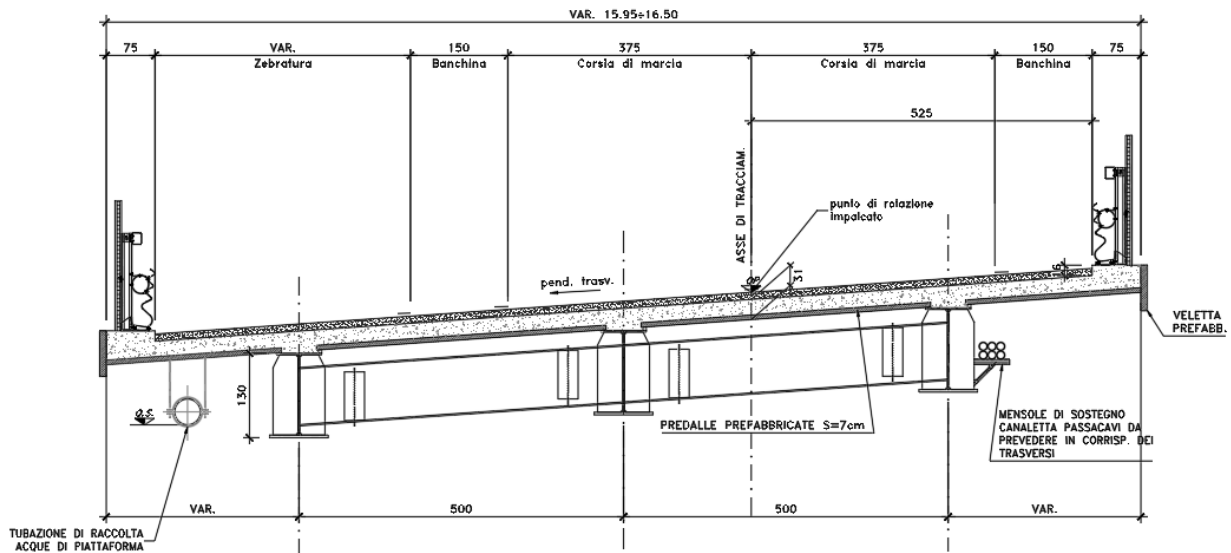 VAR. 15.95÷16.50
75 VAR. 150 375 375 150 75
Zebratura Banchina Corsia di marcia Corsia di marcia Banchina
525
ASSE DI TRACCIAM.
punto di rotazione
impalcato
pend. trasv.
Q.S.
31
16
VELETTA
PREFABB.
130
Q.S.
PREDALLE PREFABBRICATE S=7cm
MENSOLE DI SOSTEGNO
CANALETTA PASSACAVI DA
PREVEDERE IN CORRISP. DEI
TRASVERSI
VAR. 500 500 VAR.
TUBAZIONE DI RACCOLTA
ACQUE DI PIATTAFORMA